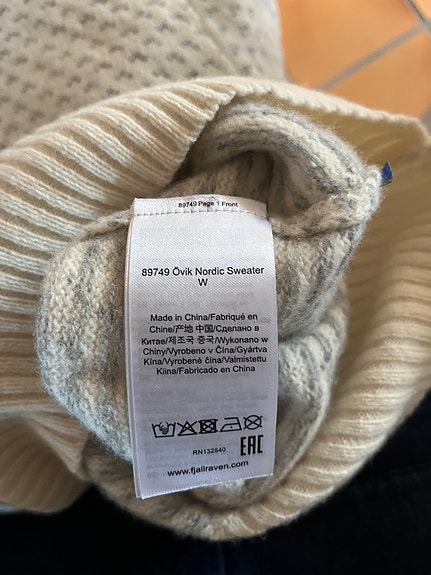 89749 Page 1 Front
89749 Övik Nordic Sweater
W
Made in China/Fabriqué en
Chine/产地 中国/Сделано в
Китае/제조국 중국/Wykonano w
Chiny/Vyrobeno v Čína/Gyártva
Kína/Vyrobené čína/Valmistettu
Kiina/Fabricado en China
RN132540
EAC
www.fjallraven.com